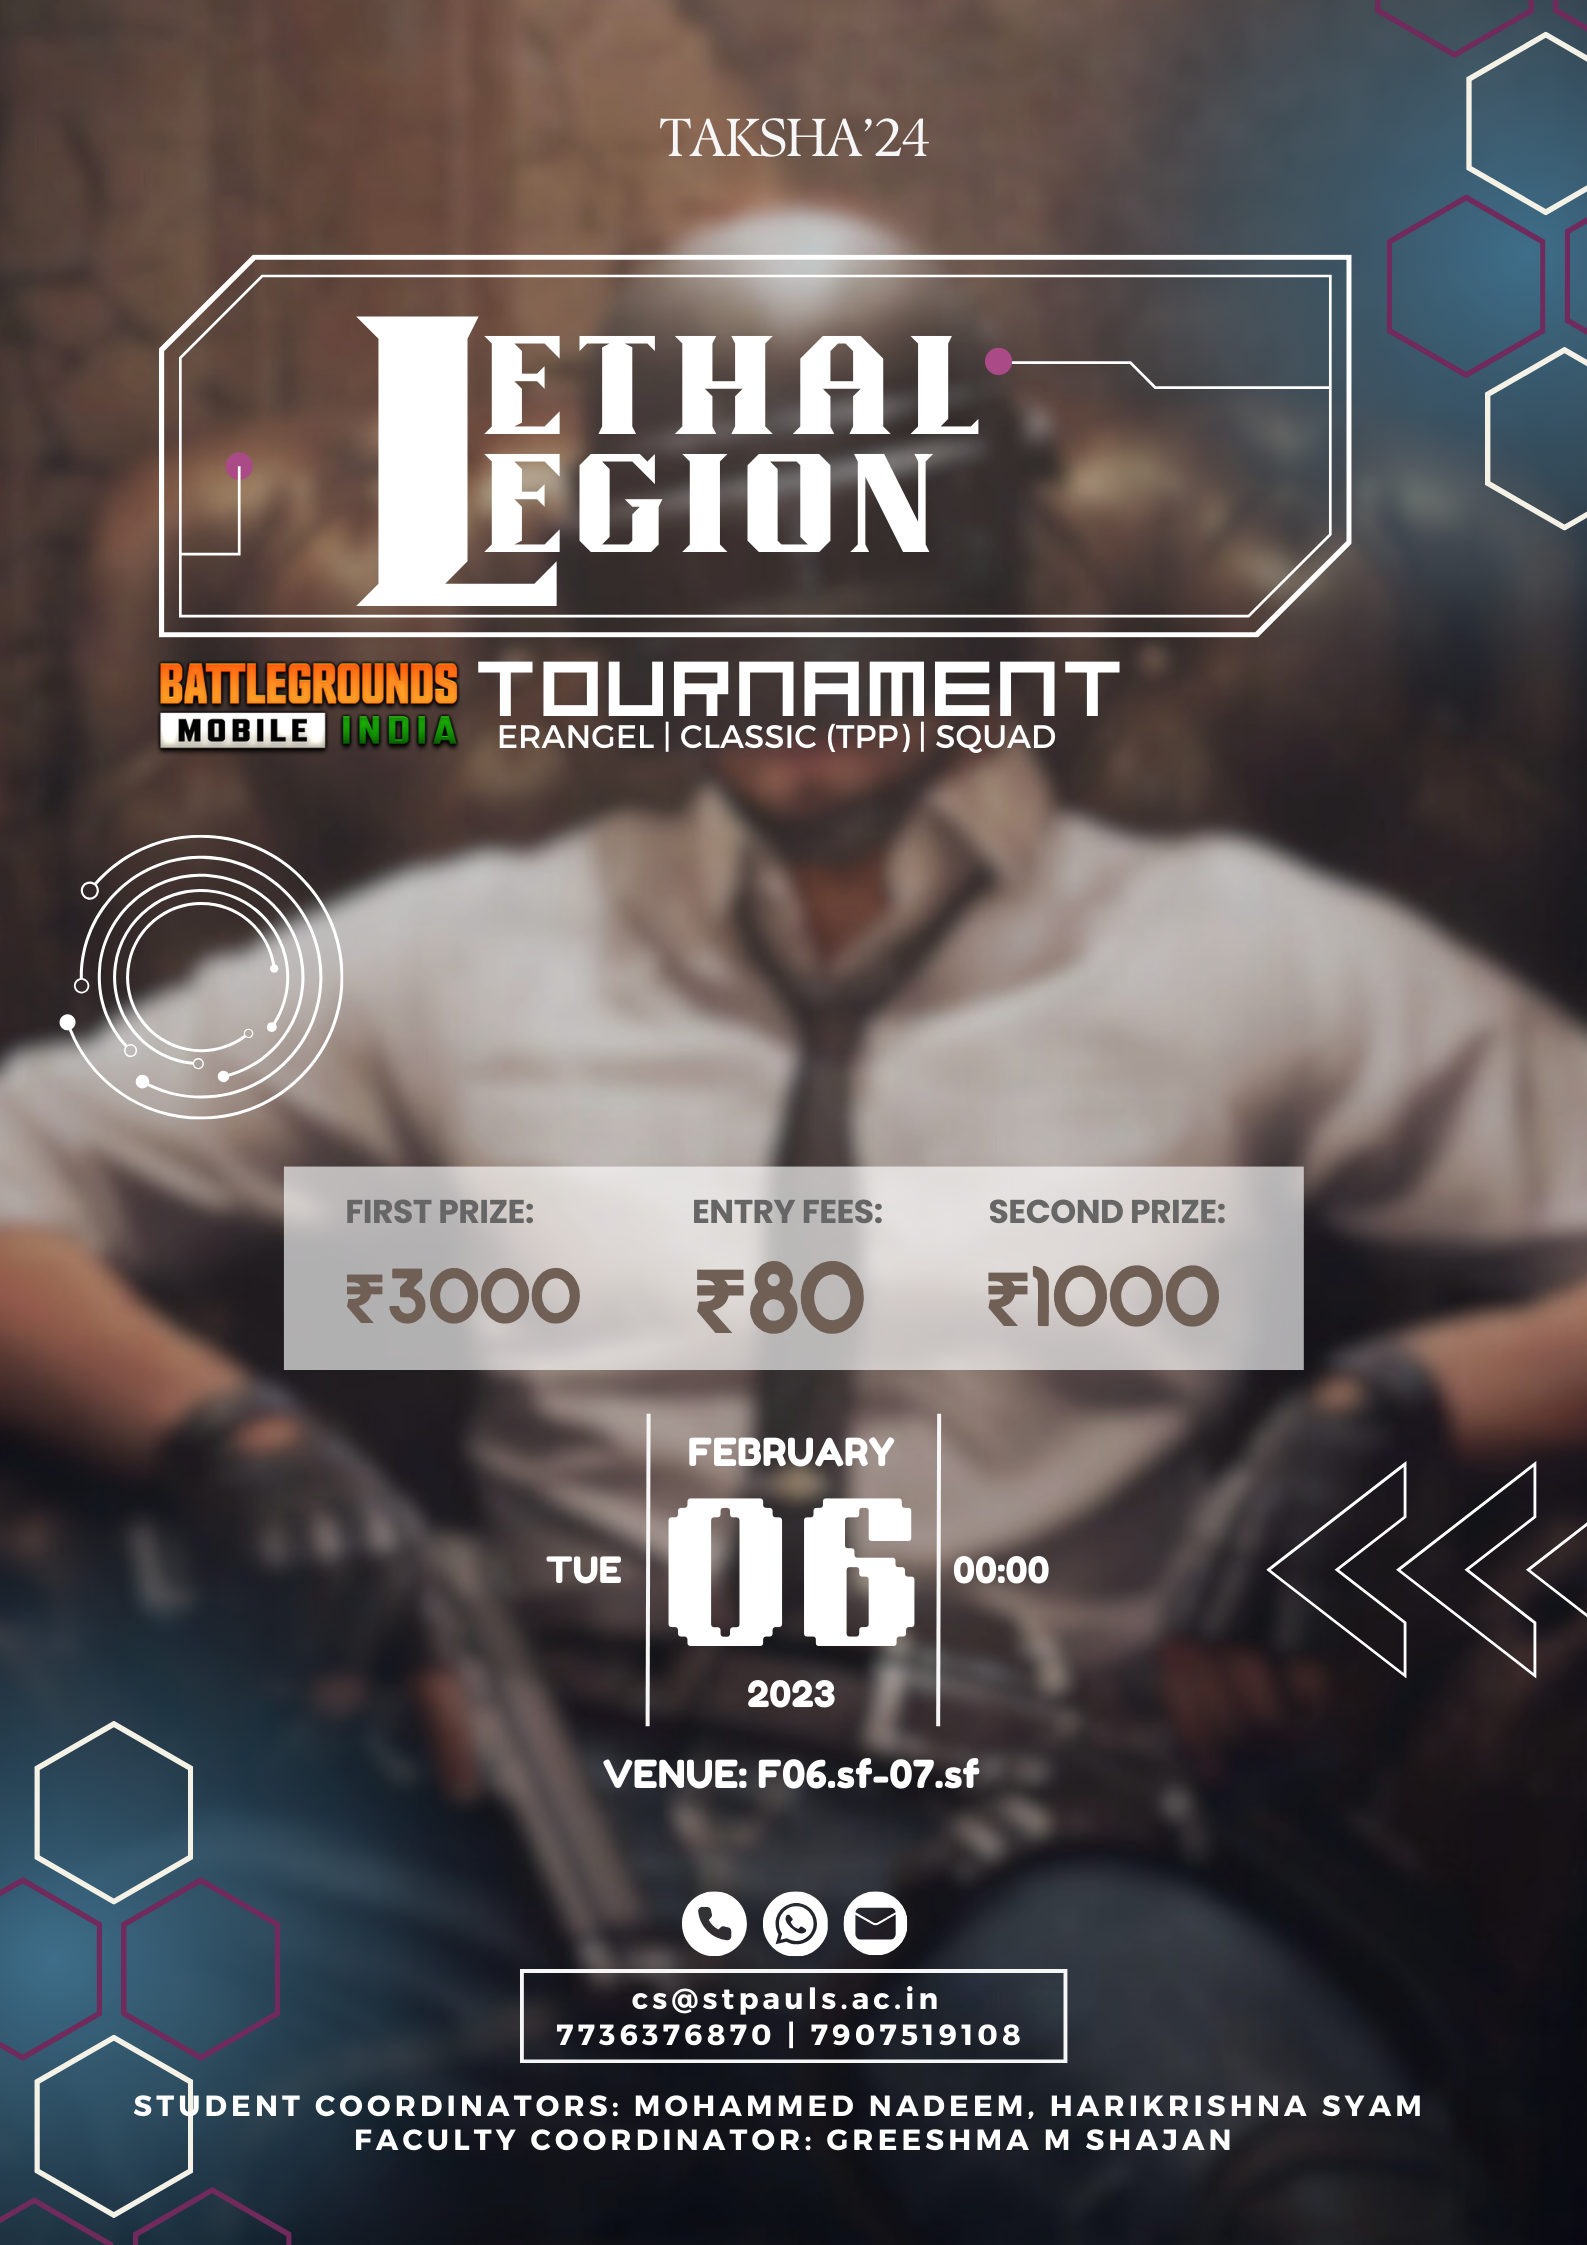 TAKSHA'24
LETHAL
LEGION
BATTLEGROUNDS
MOBILE INDIA
TOURNAMENT
ERANGEL | CLASSIC (TPP) | SQUAD
FIRST PRIZE:
₹3000
ENTRY FEES:
₹80
SECOND PRIZE:
₹1000
FEBRUARY
TUE
06
00:00
2023
VENUE: F06.sf-07.sf
cs@stpauls.ac.in
7736376870 | 7907519108
STUDENT COORDINATORS: MOHAMMED NADEEM, HARIKRISHNA SYAM
FACULTY COORDINATOR: GREESHMA M SHAJAN